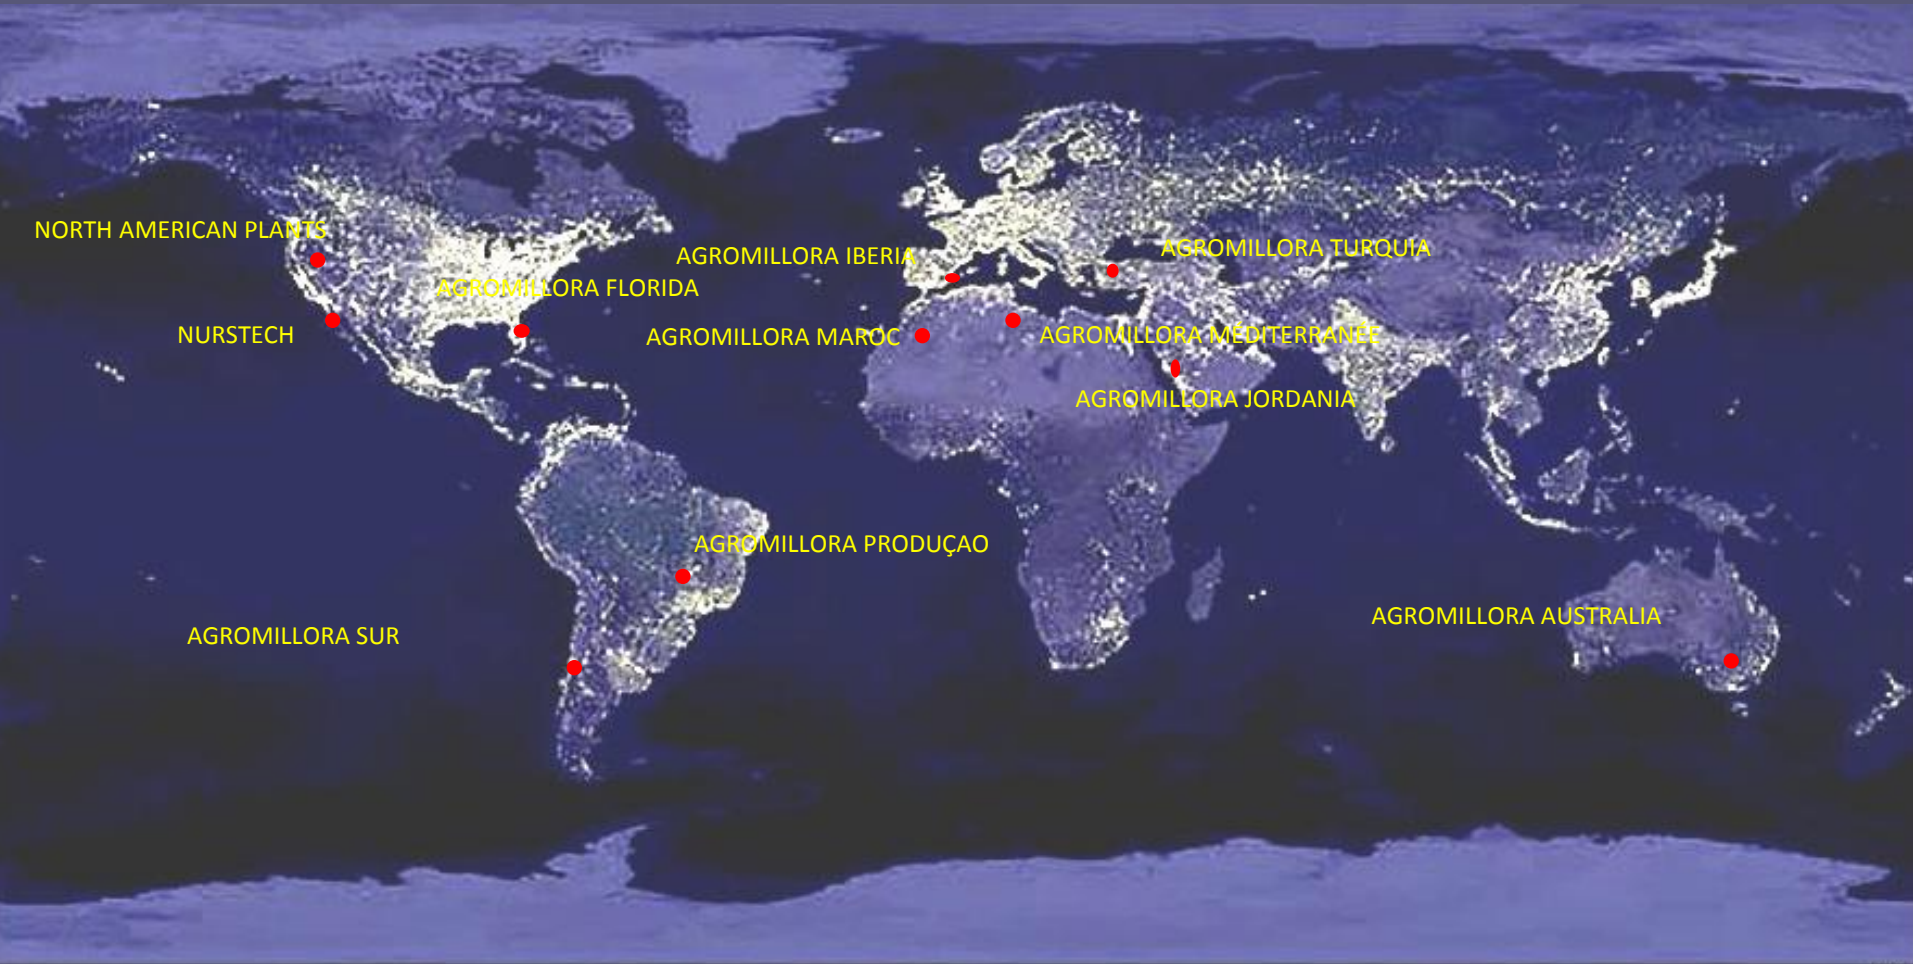 NORTH AMERICAN PLANTS
AGROMILLORA IBERIA
AGROMILLORA TURQUIA
AGROMILLORA FLORIDA
NURSTECH
AGROMILLORA MAROC
AGROMILLORA MÉDITERRANÉE
AGROMILLORA JORDANIA
AGROMILLORA PRODUÇAO
AGROMILLORA AUSTRALIA
AGROMILLORA SUR